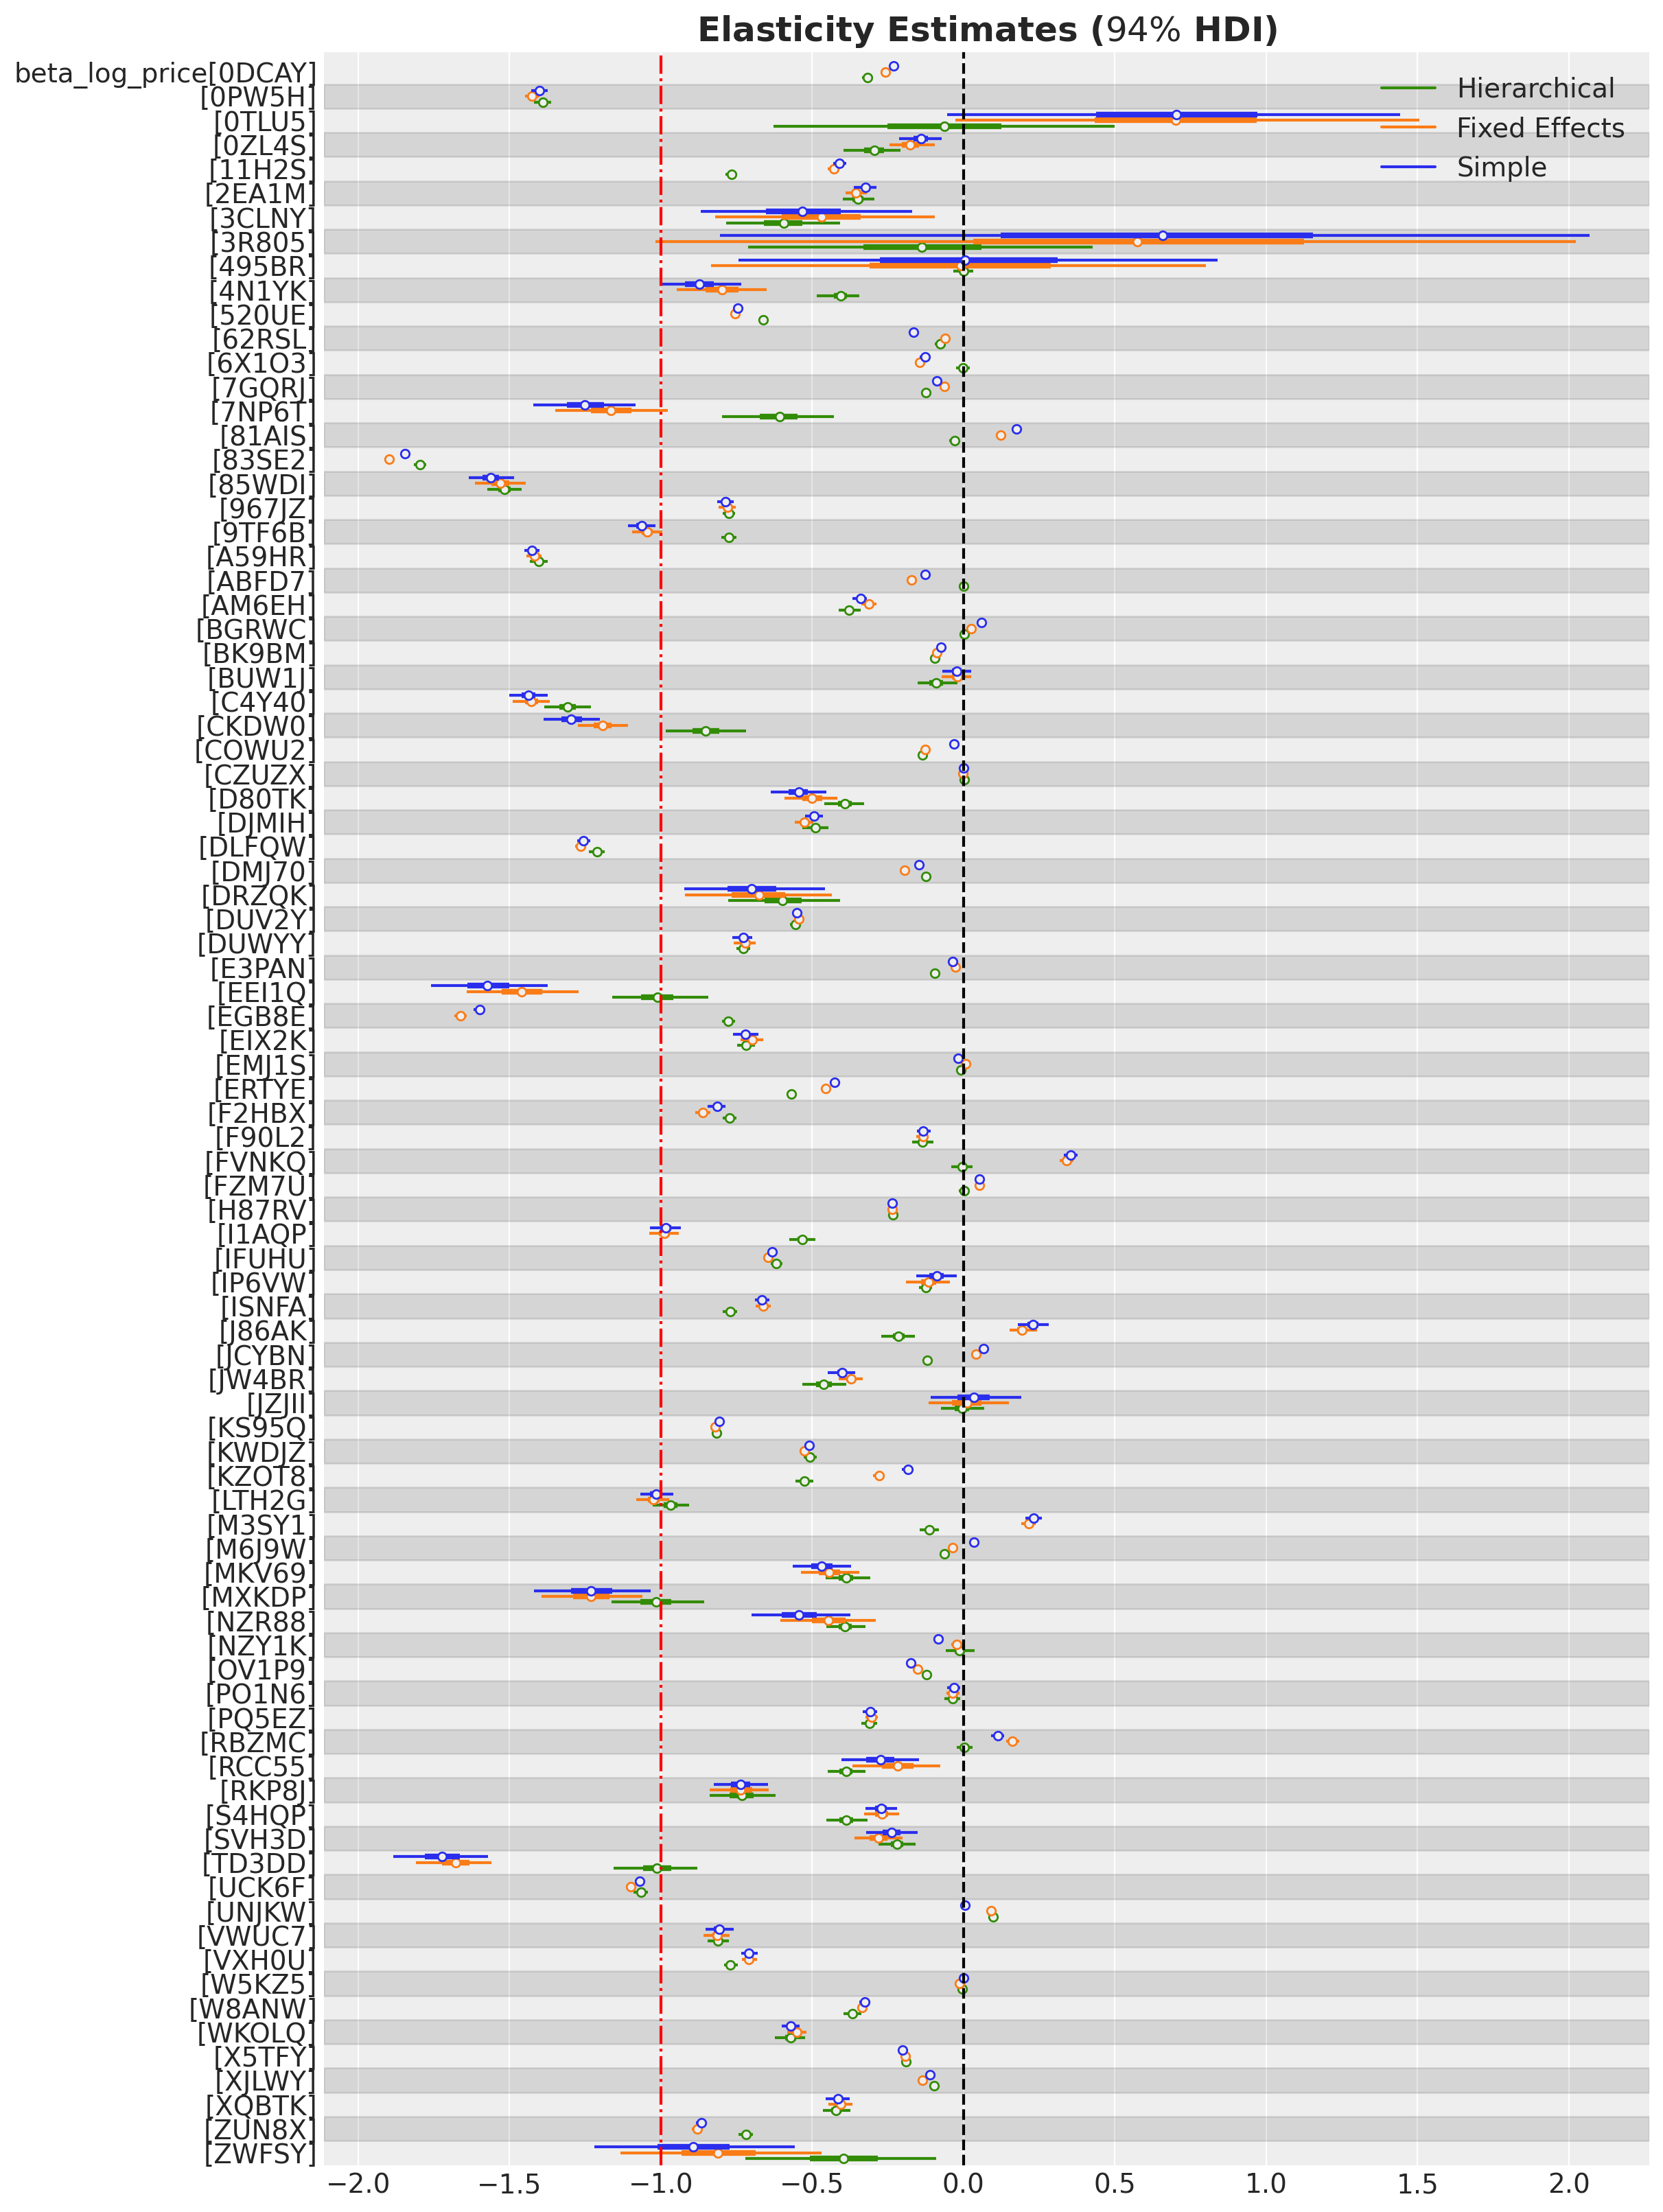 Elasticity Estimates (94% HDI)
beta_log_price[0DCAY]
[0PW5H]
[0TLU5]
[0ZL4S]
[11H2S]
[2EA1M]
[3CLNY]
[3R805]
[495BR]
[4N1YK]
[520UE]
[62RSL]
[6X1O3]
[7GQRJ]
[7NP6T]
[81AIS]
[83SE2]
[85WDI]
[967JZ]
[9TF6B]
[A59HR]
[ABFD7]
[AM6EH]
[BGRWC]
[BK9BM]
[BUW1J]
[C4Y40]
[CKDW0]
[COWU2]
[CZUZX]
[D80TK]
[DJMIH]
[DLFQW]
[DMJ70]
[DRZQK]
[DUV2Y]
[DUWYY]
[E3PAN]
[EEI1Q]
[EGB8E]
[EIX2K]
[EMJ1S]
[ERTYE]
[F2HBX]
[F90L2]
[FVNKQ]
[FZM7U]
[H87RV]
[I1AQP]
[IFUHU]
[IP6VW]
[ISNFA]
[J86AK]
[JCYBN]
[JW4BR]
[JZJII]
[KS95Q]
[KWDJZ]
[KZOT8]
[LTH2G]
[M3SY1]
[M6J9W]
[MKV69]
[MXKDP]
[NZR88]
[NZY1K]
[OV1P9]
[PO1N6]
[PQ5EZ]
[RBZMC]
[RCC55]
[RKP8J]
[S4HQP]
[SVH3D]
[TD3DD]
[UCK6F]
[UNJKW]
[VWUC7]
[VXH0U]
[W5KZ5]
[W8ANW]
[WKOLQ]
[X5TFY]
[XJLWY]
[XQBTK]
[ZUN8X]
[ZWFSY]
Hierarchical
Fixed Effects
Simple
−2.0 −1.5 −1.0 −0.5 0.0 0.5 1.0 1.5 2.0